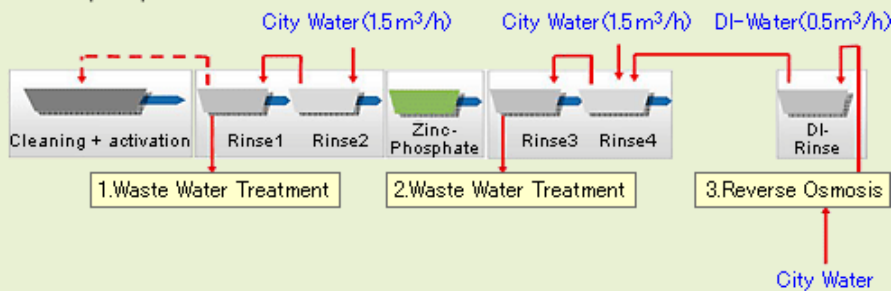 City Water(1.5m³/h)
City Water(1.5m³/h)
DI-Water(0.5m³/h)
Cleaning + activation
Rinse1
Rinse2
Zinc-
Phosphate
Rinse3
Rinse4
DI-
Rinse
1.Waste Water Treatment
2.Waste Water Treatment
3.Reverse Osmosis
City Water